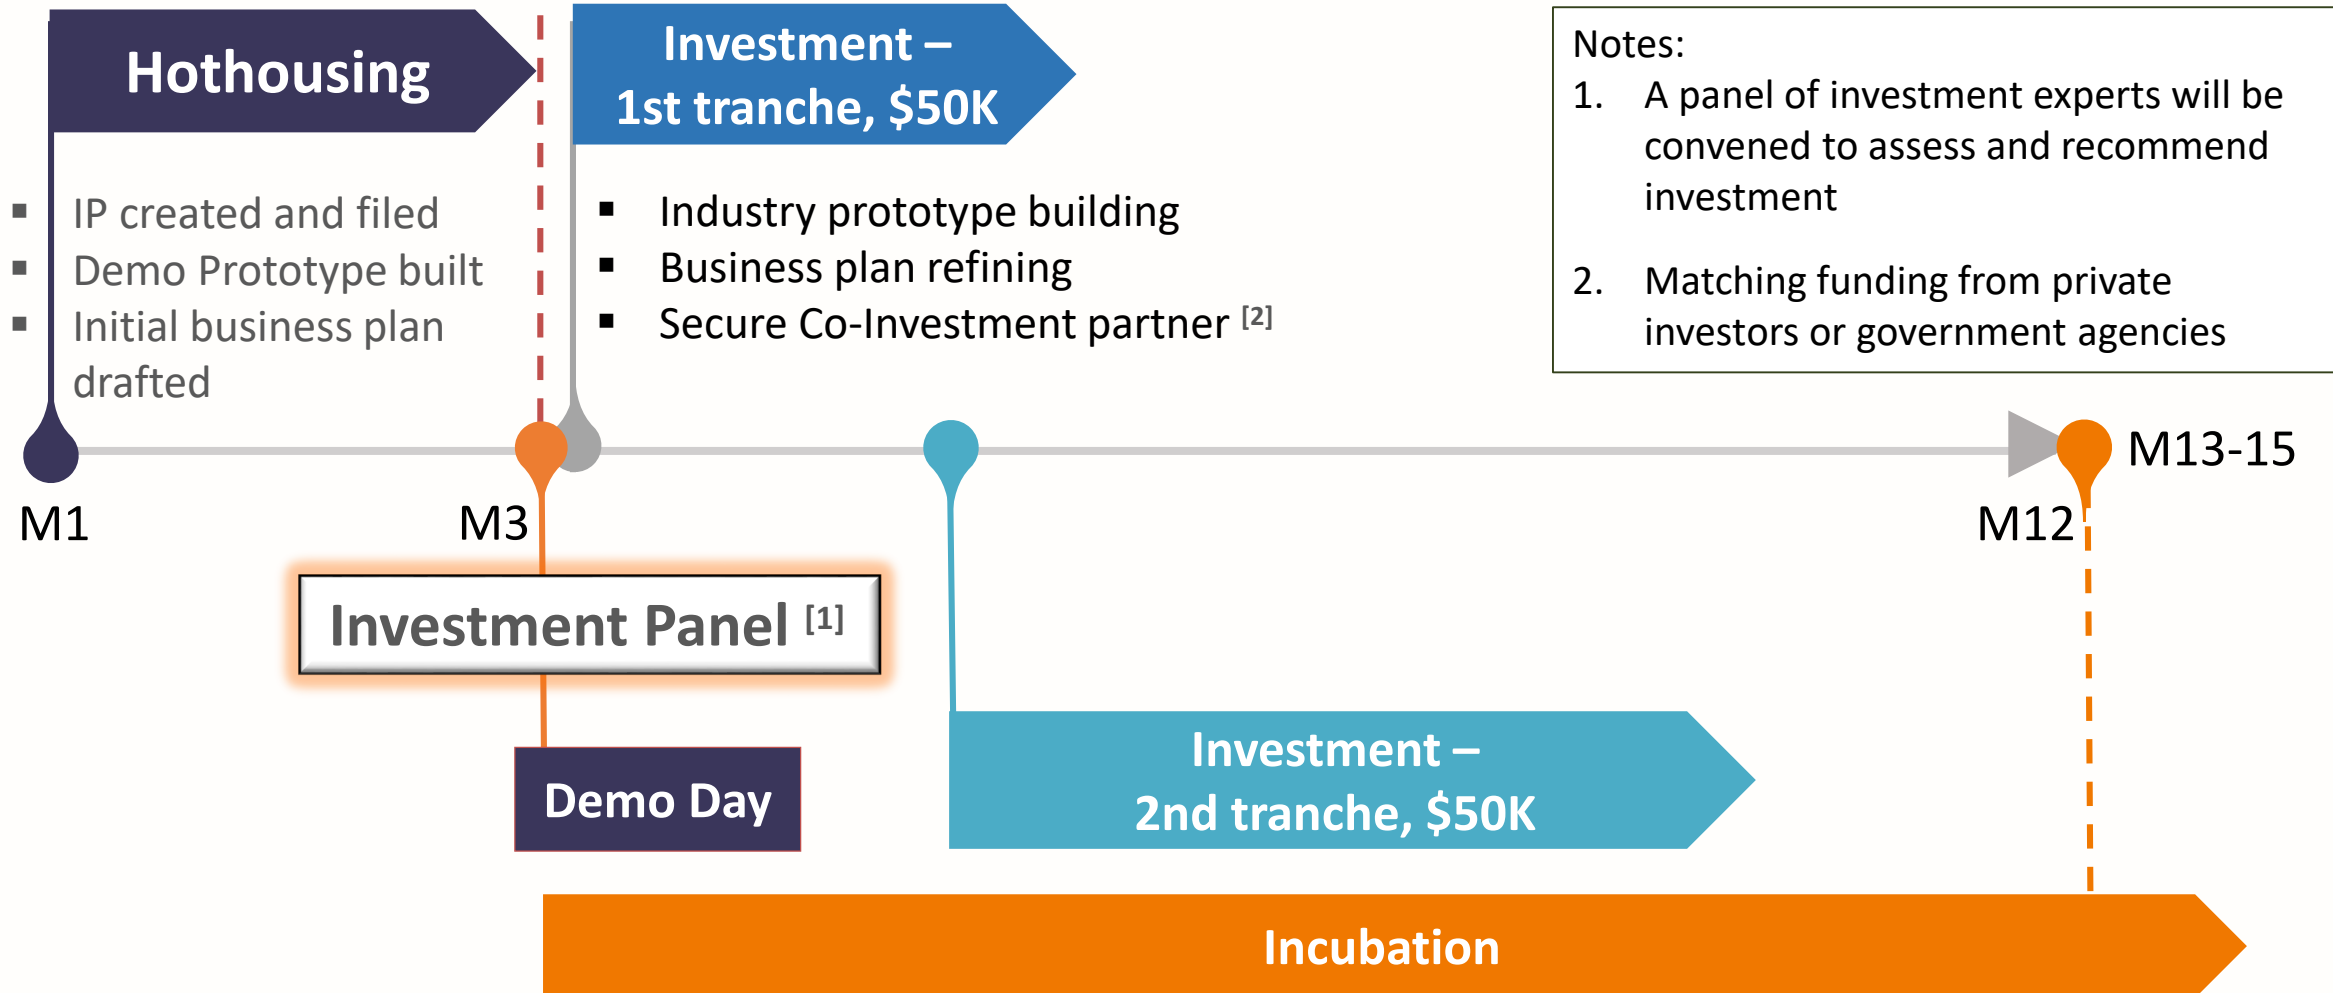 Hothousing
▪ IP created and filed
▪ Demo Prototype built
▪ Initial business plan
drafted
Investment –
1st tranche, $50K
▪ Industry prototype building
▪ Business plan refining
▪ Secure Co-Investment partner [2]
Notes:
1. A panel of investment experts will be
convened to assess and recommend
investment
2. Matching funding from private
investors or government agencies
M1
M3
M12
M13-15
Investment Panel [1]
Demo Day
Investment –
2nd tranche, $50K
Incubation